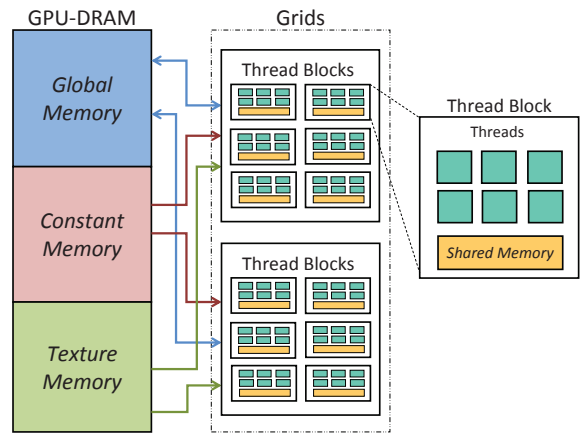 GPU-DRAM
Grids
Global
Memory
Constant
Memory
Texture
Memory
Thread Blocks
Thread Blocks
Thread Block
Threads
Shared Memory